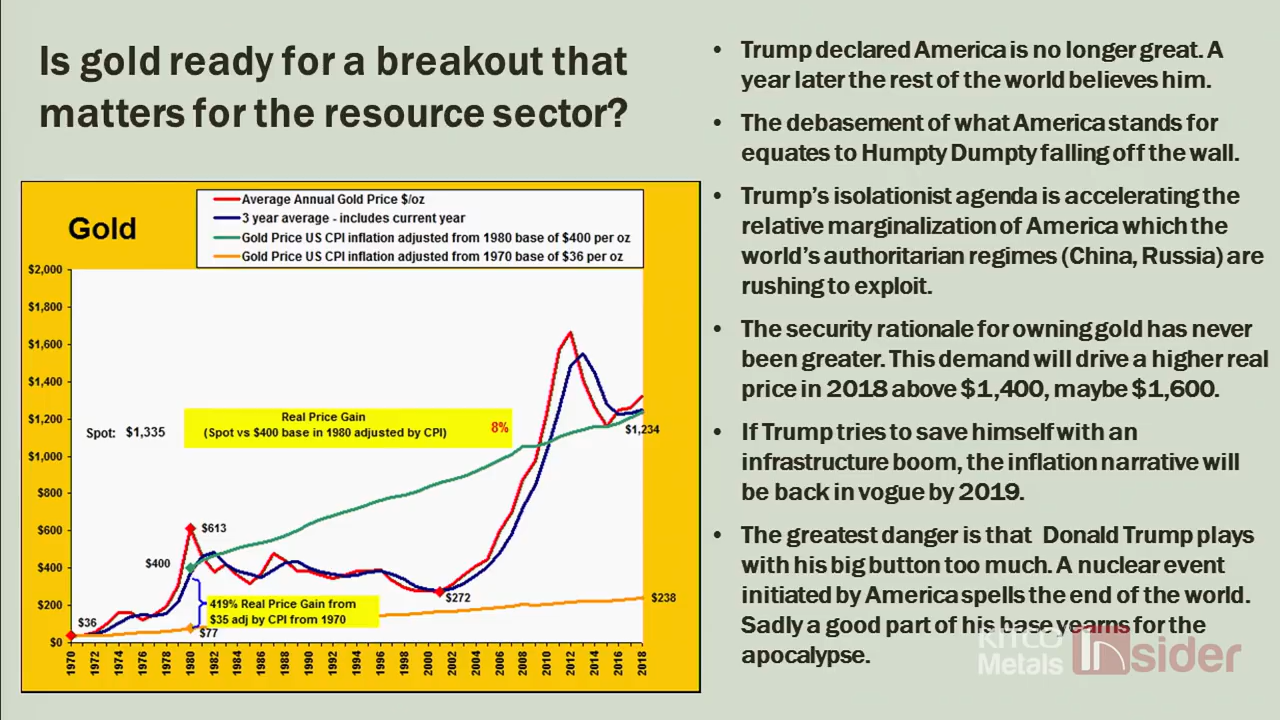 Is gold ready for a breakout that
matters for the resource sector?
Gold
Average Annual Gold Price $/oz
3 year average - includes current year
Gold Price US CPI inflation adjusted from 1980 base of $400 per oz
Gold Price US CPI inflation adjusted from 1970 base of $36 per oz
$2,000
$1,800
$1,600
$1,400
$1,200
$1,000
$800
$600
$400
$200
$0
Spot: $1,335
Real Price Gain
(Spot vs $400 base in 1980 adjusted by CPI)
8%
$1,234
$613
$400
$272
$238
419% Real Price Gain from
$35 adj by CPI from 1970
$36
$77
1970
1972
1974
1976
1978
1980
1982
1984
1986
1988
1990
1992
1994
1996
1998
2000
2002
2004
2006
2008
2010
2012
2014
2016
2018
• Trump declared America is no longer great. A
year later the rest of the world believes him.
• The debasement of what America stands for
equates to Humpty Dumpty falling off the wall.
• Trump's isolationist agenda is accelerating the
relative marginalization of America which the
world's authoritarian regimes (China, Russia) are
rushing to exploit.
• The security rationale for owning gold has never
been greater. This demand will drive a higher real
price in 2018 above $1,400, maybe $1,600.
• If Trump tries to save himself with an
infrastructure boom, the inflation narrative will
be back in vogue by 2019.
• The greatest danger is that Donald Trump plays
with his big button too much. A nuclear event
initiated by America spells the end of the world.
Sadly a good part of his base yearns for the
apocalypse.
KITCO
Metals
Insider